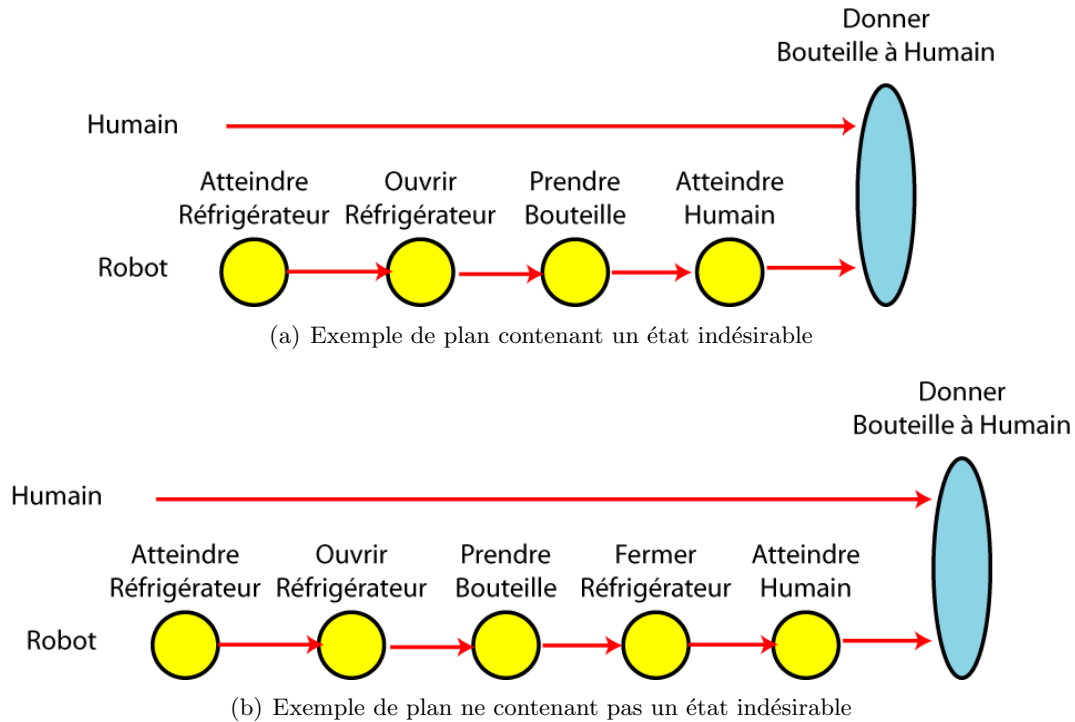 Donner
Bouteille à Humain
Humain
Atteindre
Réfrigérateur
Ouvrir
Réfrigérateur
Prendre
Bouteille
Atteindre
Humain
Robot
(a) Exemple de plan contenant un état indésirable
Donner
Bouteille à Humain
Humain
Atteindre
Réfrigérateur
Ouvrir
Réfrigérateur
Prendre
Bouteille
Fermer
Réfrigérateur
Atteindre
Humain
Robot
(b) Exemple de plan ne contenant pas un état indésirable